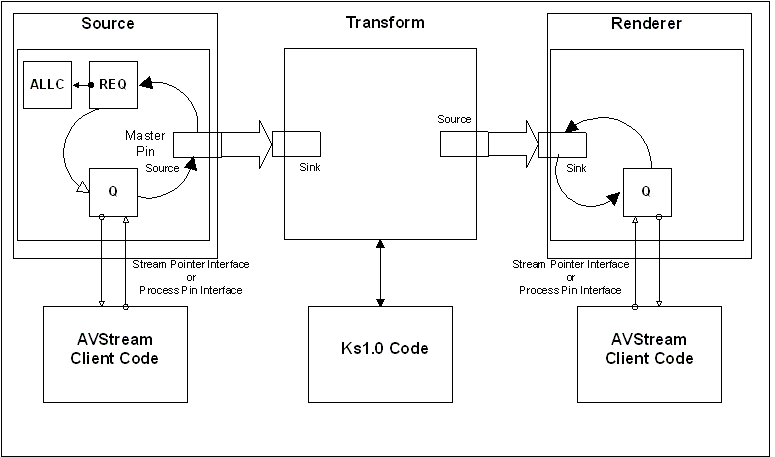 Source
Transform
Renderer
ALLC
REQ
Master
Pin
Source
Source
Sink
Sink
Q
Q
Stream Pointer Interface
or
Process Pin Interface
Stream Pointer Interface
or
Process Pin Interface
AVStream
Client Code
Ks1.0 Code
AVStream
Client Code